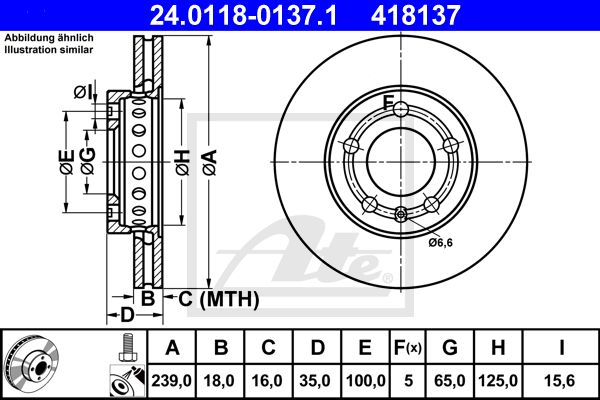 24.0118-0137.1 418137
Abbildung ähnlich
Illustration similar
ØI
ØE
ØG
ØH
ØA
F
Ø6,6
B
C (MTH)
D
Ate
A B C D E F(x) G H I
239,0 18,0 16,0 35,0 100,0 5 65,0 125,0 15,6